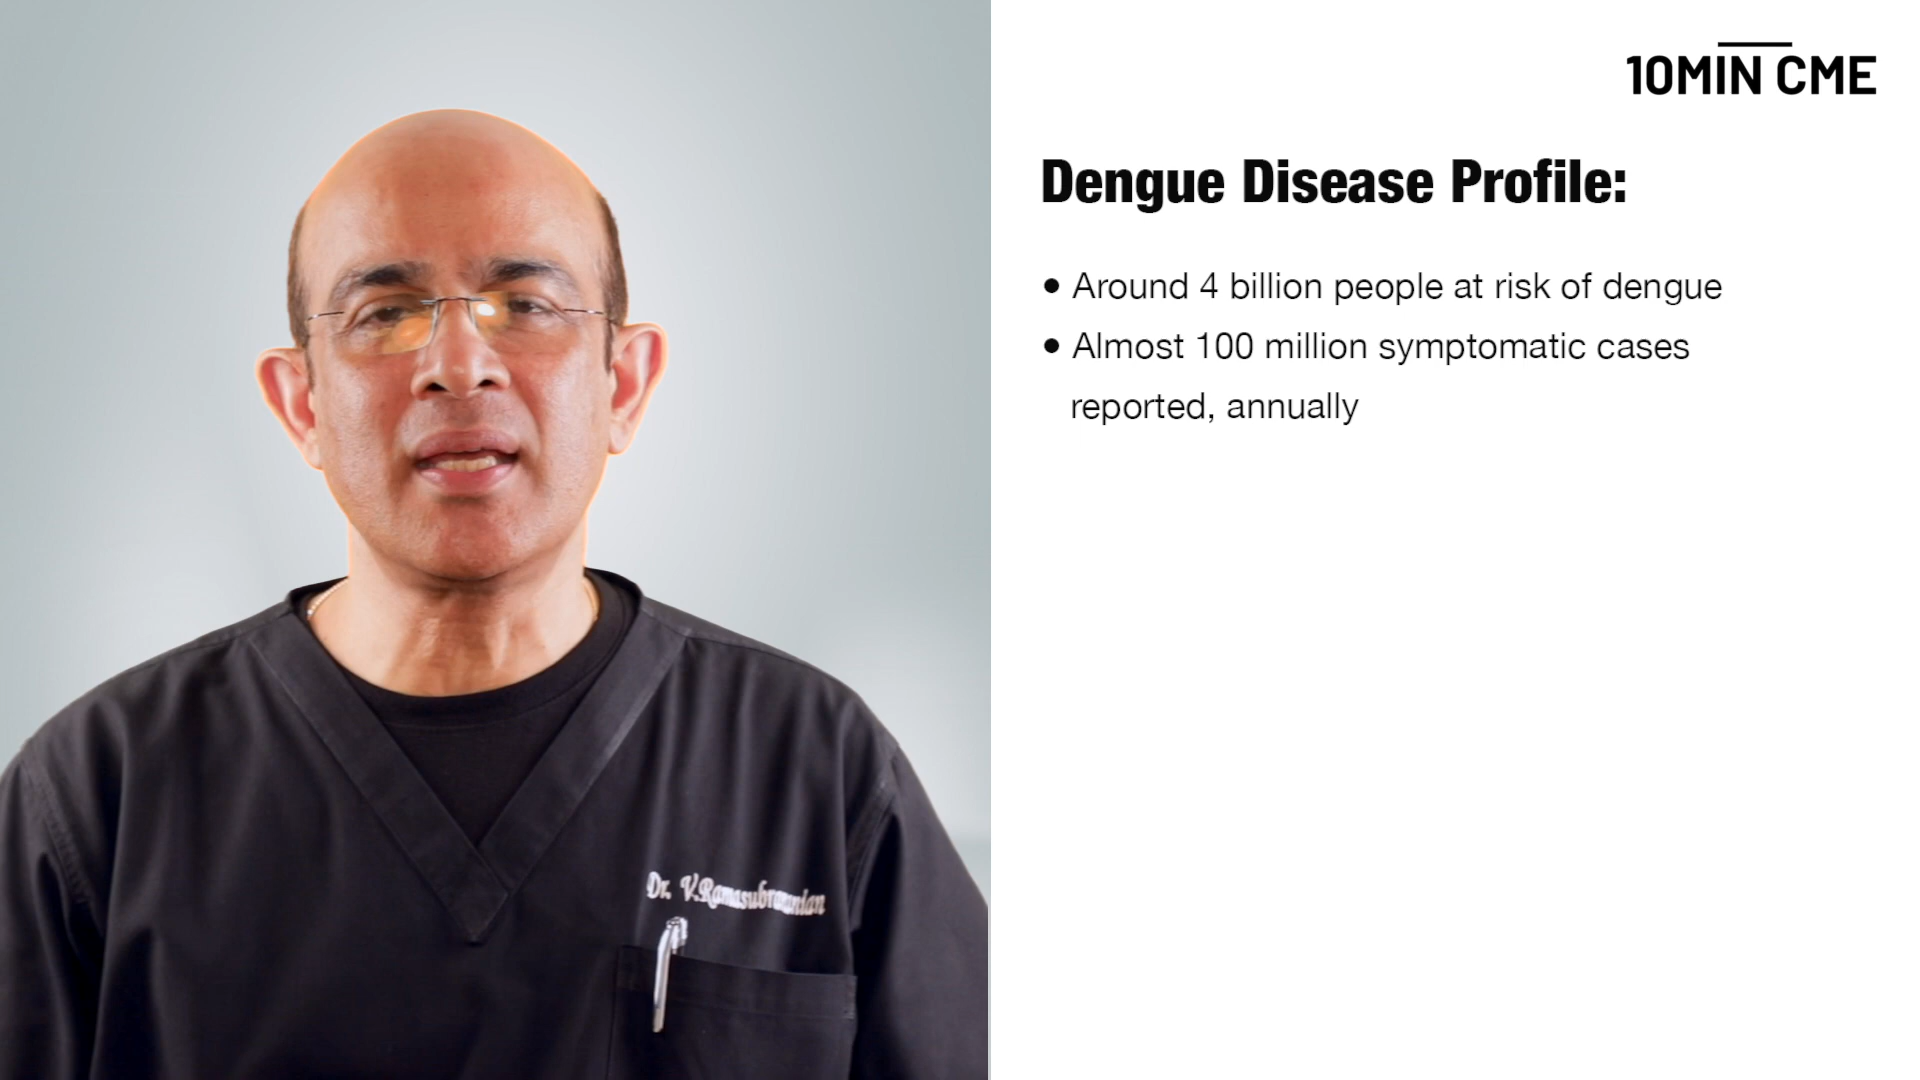 10MIN CME
Dengue Disease Profile:
• Around 4 billion people at risk of dengue
• Almost 100 million symptomatic cases
reported, annually
Dr. V.Ramasubramanian